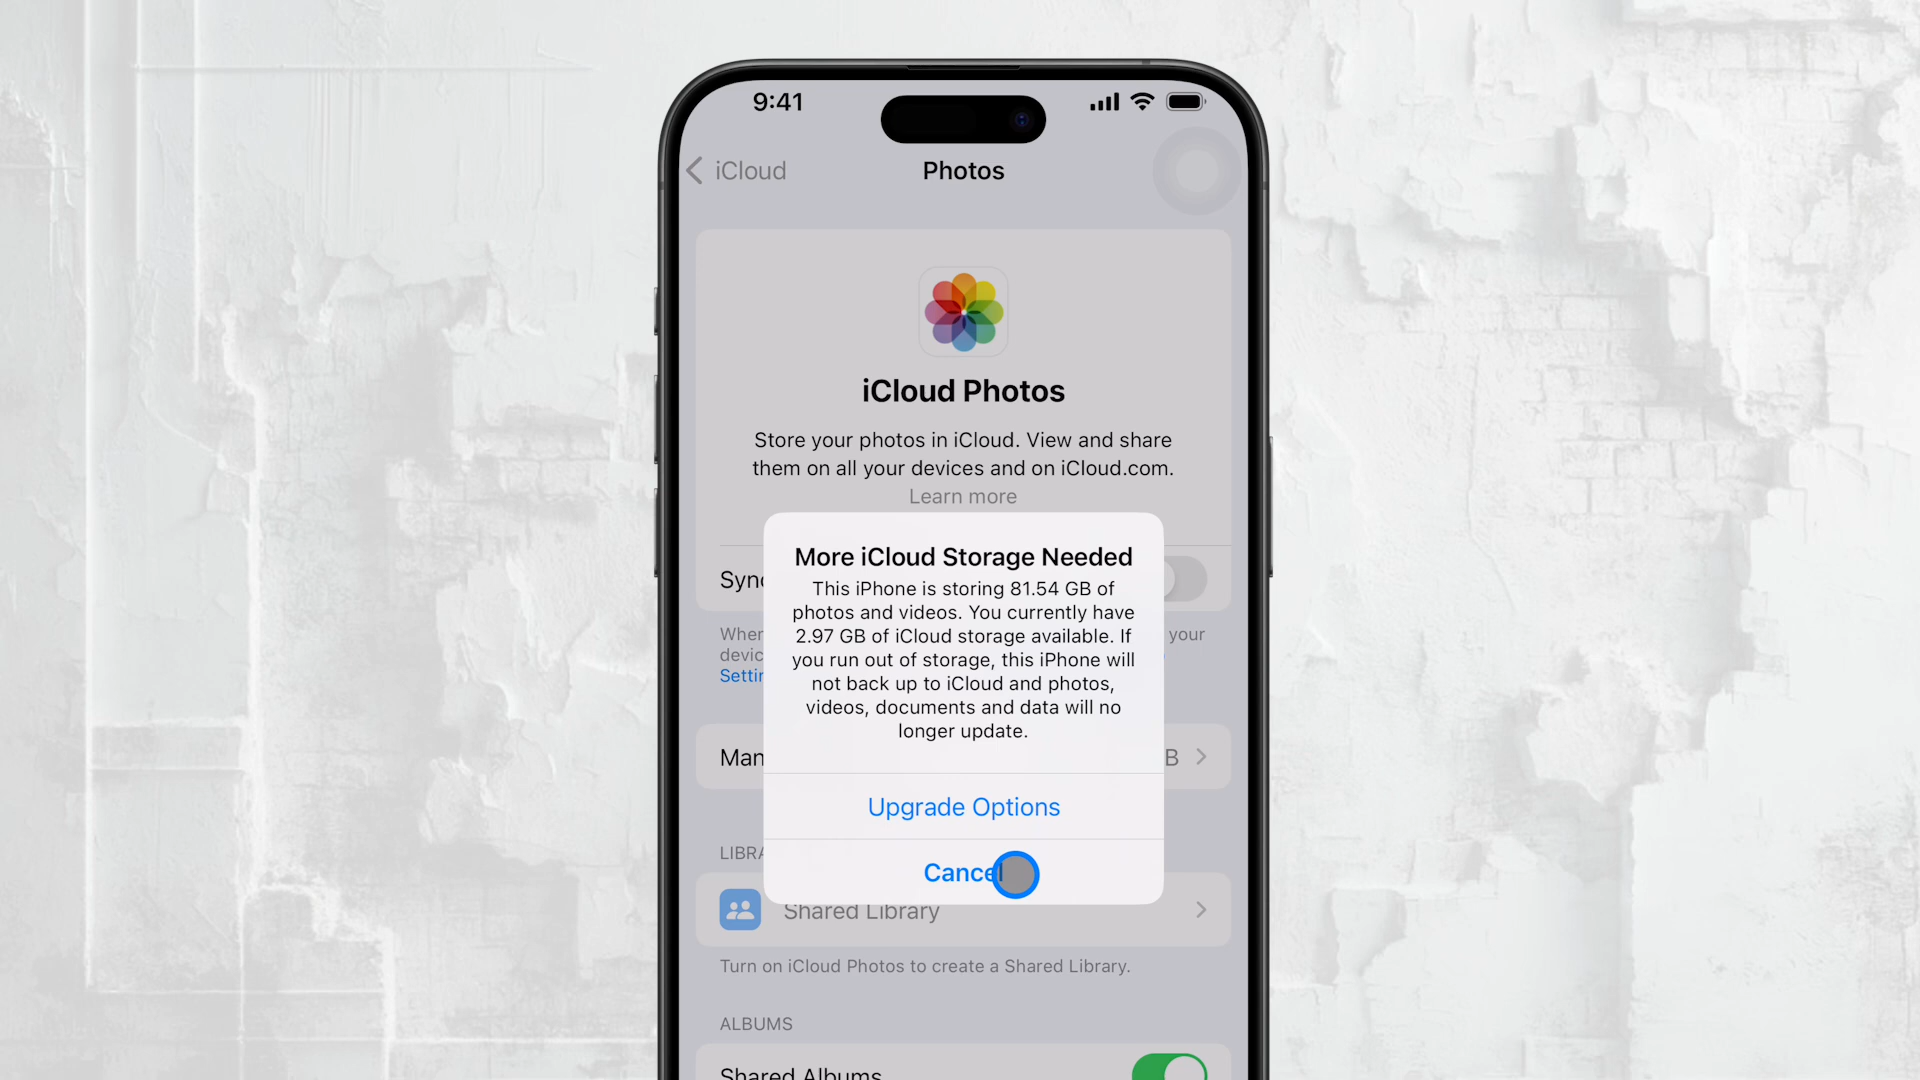 9:41
iCloud
Photos
iCloud Photos
Store your photos in iCloud. View and share
them on all your devices and on iCloud.com.
Learn more
More iCloud Storage Needed
This iPhone is storing 81.54 GB of
photos and videos. You currently have
2.97 GB of iCloud storage available. If
you run out of storage, this iPhone will
not back up to iCloud and photos,
videos, documents and data will no
longer update.
your
Upgrade Options
Cancel
Shared Library
Turn on iCloud Photos to create a Shared Library.
ALBUMS
Shared Albums